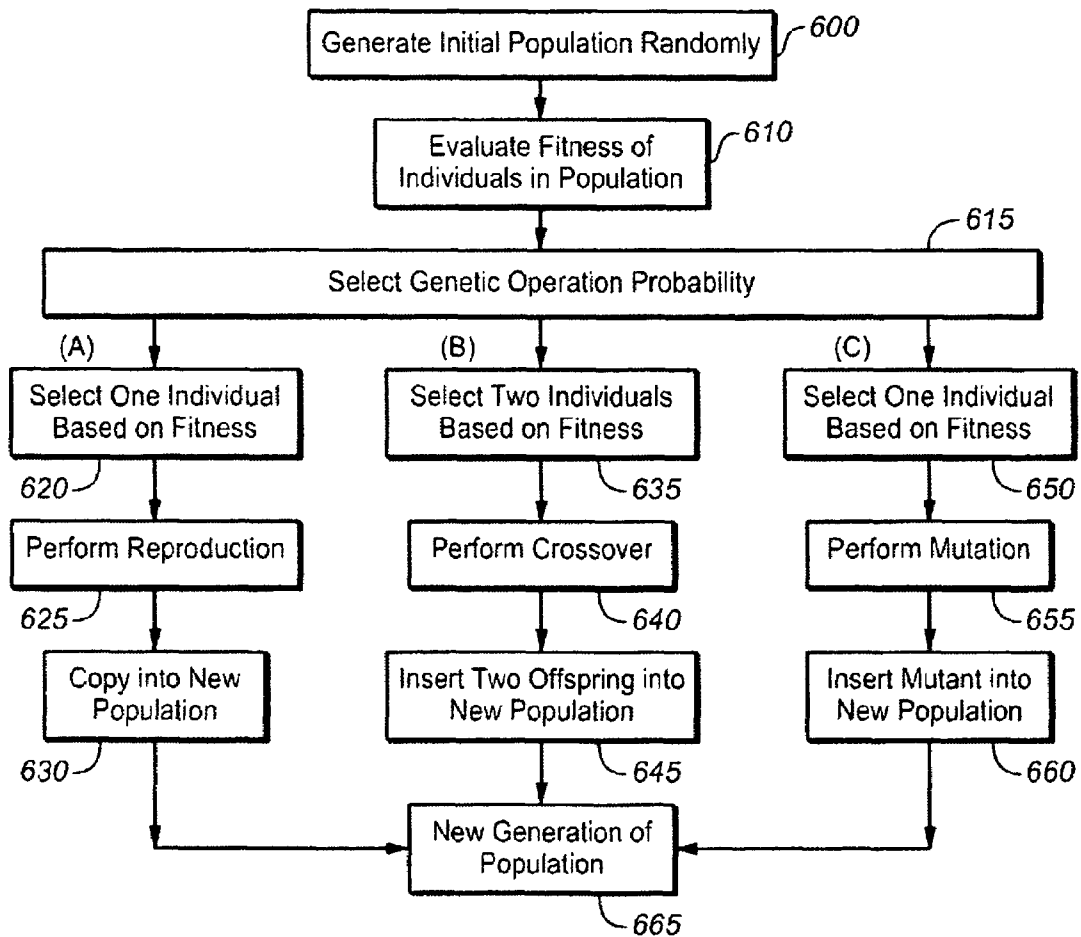 Generate Initial Population Randomly
600
Evaluate Fitness of
Individuals in Population
610
615
Select Genetic Operation Probability
(A)
(B)
(C)
Select One Individual
Based on Fitness
620
Select Two Individuals
Based on Fitness
635
Select One Individual
Based on Fitness
650
Perform Reproduction
625
Perform Crossover
640
Perform Mutation
655
Copy into New
Population
630
Insert Two Offspring into
New Population
645
Insert Mutant into
New Population
660
New Generation of
Population
665